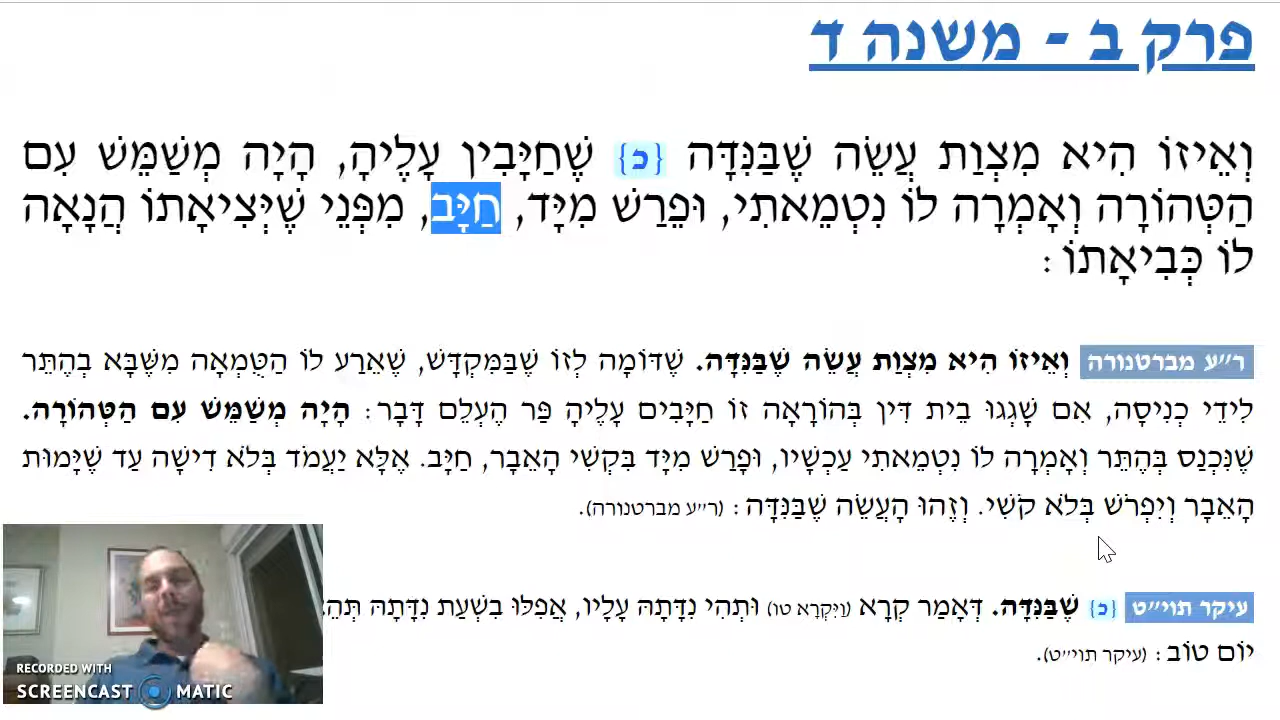 פרק ב - משנה ד
וְאֵיזוֹ הִיא מִצְוַת עֲשֵׂה שֶׁבַּנִּדָּה {כ} שֶׁחַיָּבִין עָלֶיהָ, הָיָה מְשַׁמֵּשׁ עִם
הַטְּהוֹרָה וְאָמְרָה לוֹ נִטְמֵאתִי, וּפֵרַשׁ מִיָּד, חַיָּב, מִפְּנֵי שֶׁיְּצִיאָתוֹ הֲנָאָה
לוֹ כְּבִיאָתוֹ:
ר״ע מברטנורה וְאֵיזוֹ הִיא מִצְוַת עֲשֵׂה שֶׁבַּנִּדָּה. שֶׁדּוֹמָה לְזוֹ שֶׁבַּמִּקְדָּשׁ, שֶׁאֵרַע לוֹ הַטֻּמְאָה מִשֶּׁבָּא בְהֶתֵּר
לִידֵי כְנִיסָה, אִם שָׁגְגוּ בֵּית דִּין בְּהוֹרָאָה זוֹ חַיָּבִים עָלֶיהָ פַּר הֶעְלֵם דָּבָר: הָיָה מְשַׁמֵּשׁ עִם הַטְּהוֹרָה.
שֶׁנִּכְנַס בְּהֶתֵּר וְאָמְרָה לוֹ נִטְמֵאתִי עַכְשָׁיו, וּפָרַשׁ מִיָּד בִּקְשִׁי הָאֵבָר, חַיָּב. אֶלָּא יַעֲמֹד בְּלֹא דִישָׁה עַד שֶׁיָּמוּת
הָאֵבָר וְיִפְרֹשׁ בְּלֹא קֹשִׁי. וְזֶהוּ הָעֲשֵׂה שֶׁבַּנִּדָּה: (ר״ע מברטנורה).
עיקר תוי״ט {כ} שֶׁבַּנִּדָּה. דְּאָמַר קְרָא (וַיִּקְרָא טו) וּתְהִי נִדָּתָהּ עָלָיו, אֲפִלּוּ בִּשְׁעַת נִדָּתָהּ
יוֹם טוֹב: (עיקר תוי״ט).
RECORDED WITH
SCREENCAST MATIC